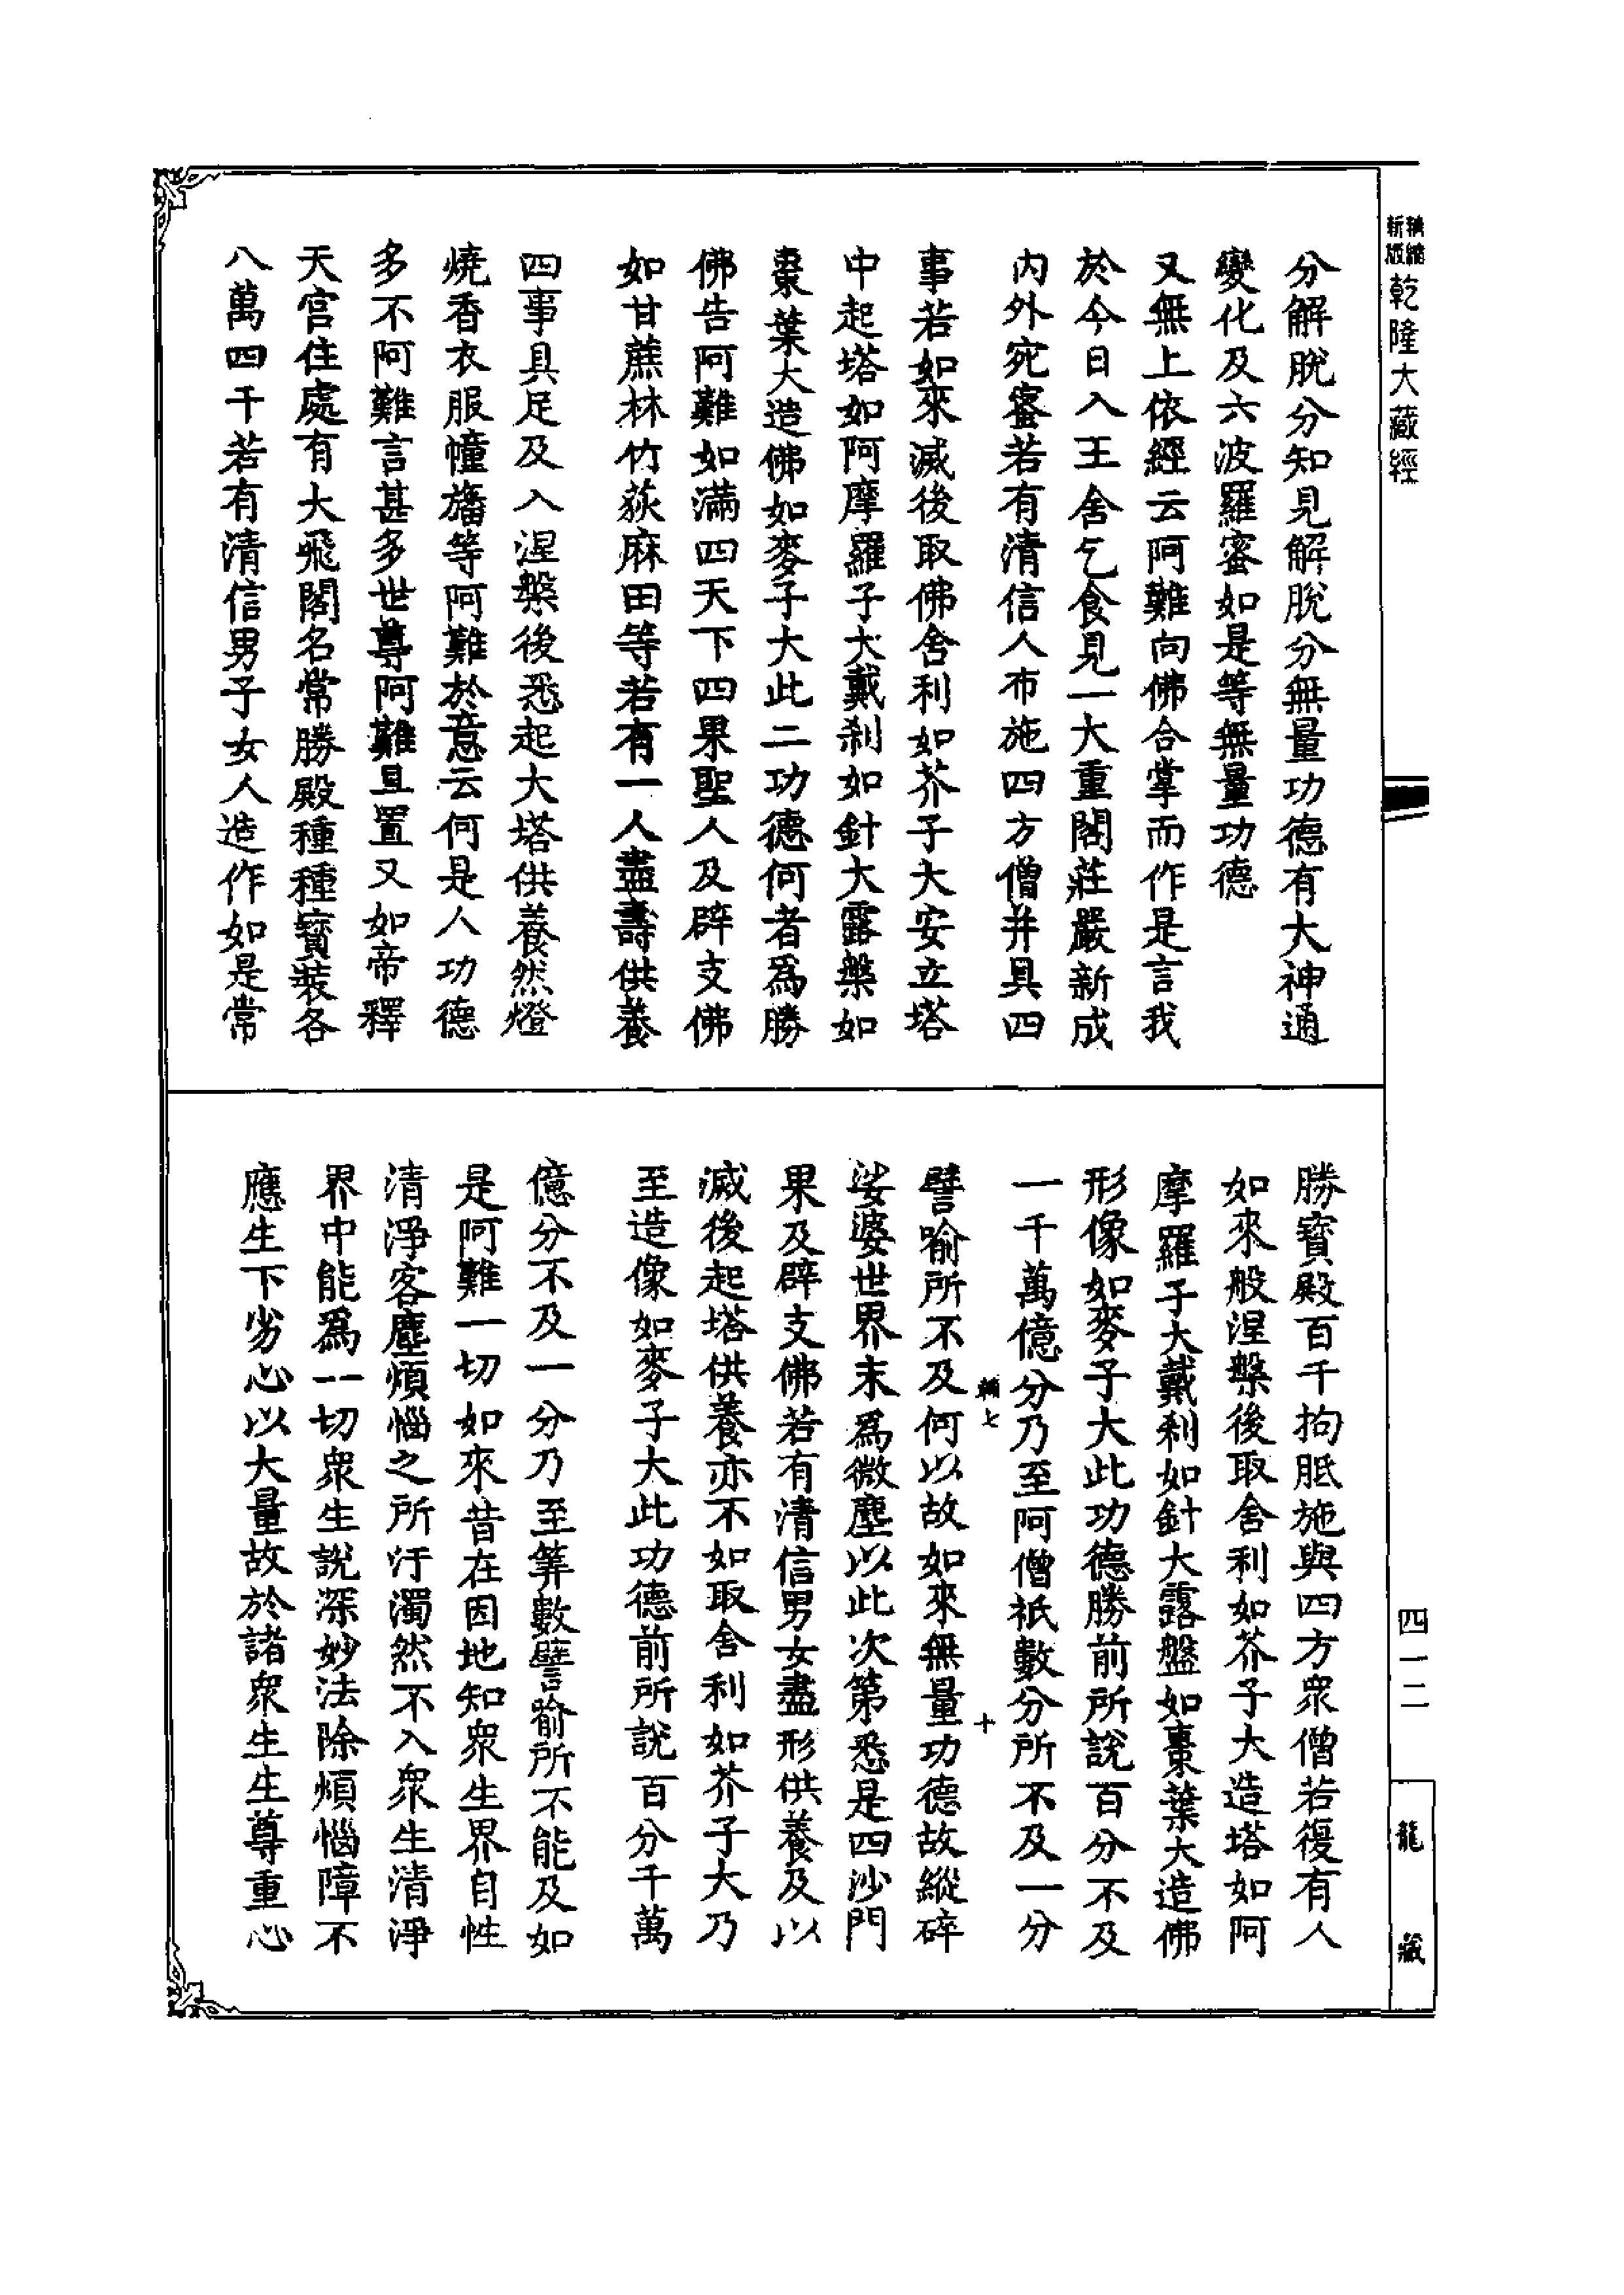 乾隆大藏經
分解脫分知見解脫分無量功德有大神通
變化及六波羅蜜如是等無量功德
又無上依經云阿難向佛合掌而作是言我
於今日入王舍乞食見一大重閣莊嚴新成
內外宛蜜若有清信人布施四方僧并具四
事若如來滅後取佛舍利如芥子大安立塔
中起塔如阿摩羅子大戴剎如針大露槃如
棗葉大造佛如麥子大此二功德何者為勝
佛告阿難如滿四天下四果聖人及辟支佛
如甘蔗林竹荻麻田等若有一人盡壽供養
四事具足及入涅槃後悉起大塔供養然燈
燒香衣服幢旛等阿難於意云何是人功德
多不阿難言甚多世尊阿難且置又如帝釋
天宮住處有大飛閣名常勝殿種種寶裝各
八萬四千若有清信男子女人造作如是常
勝寶殿百千拘胝施與四方眾僧若復有人
如來般涅槃後取舍利如芥子大造塔如阿
摩羅子大戴剎如針大露盤如棗葉大造佛
形像如麥子大此功德勝前所說百分不及
一千萬億分乃至阿僧祇數分所不及一分
輔七
十
譬喻所不及何以故如來無量功德故縱碎
娑婆世界末為微塵以此次第悉是四沙門
果及辟支佛若有清信男女盡形供養及以
滅後起塔供養亦不如取舍利如芥子大乃
至造像如麥子大此功德前所說百分千萬
億分不及一分乃至筭數譬喻所不能及如
是阿難一切如來昔在因地知眾生界自性
清淨客塵煩惱之所汙濁然不入眾生清淨
界中能為一切眾生說深妙法除煩惱障不
應生下劣心以大量故於諸眾生生尊重心
四一二
龍藏